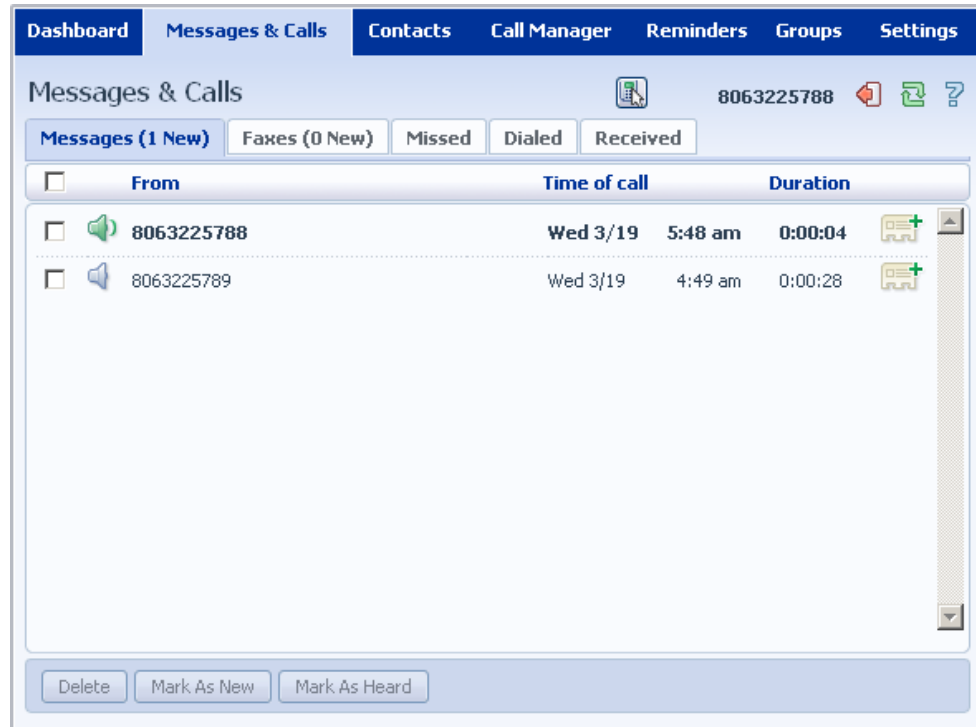 Dashboard Messages & Calls Contacts Call Manager Reminders Groups Settings
Messages & Calls 8063225788
Messages (1 New) Faxes (0 New) Missed Dialed Received
From Time of call Duration
8063225788 Wed 3/19 5:48 am 0:00:04
8063225789 Wed 3/19 4:49 am 0:00:28
Delete Mark As New Mark As Heard